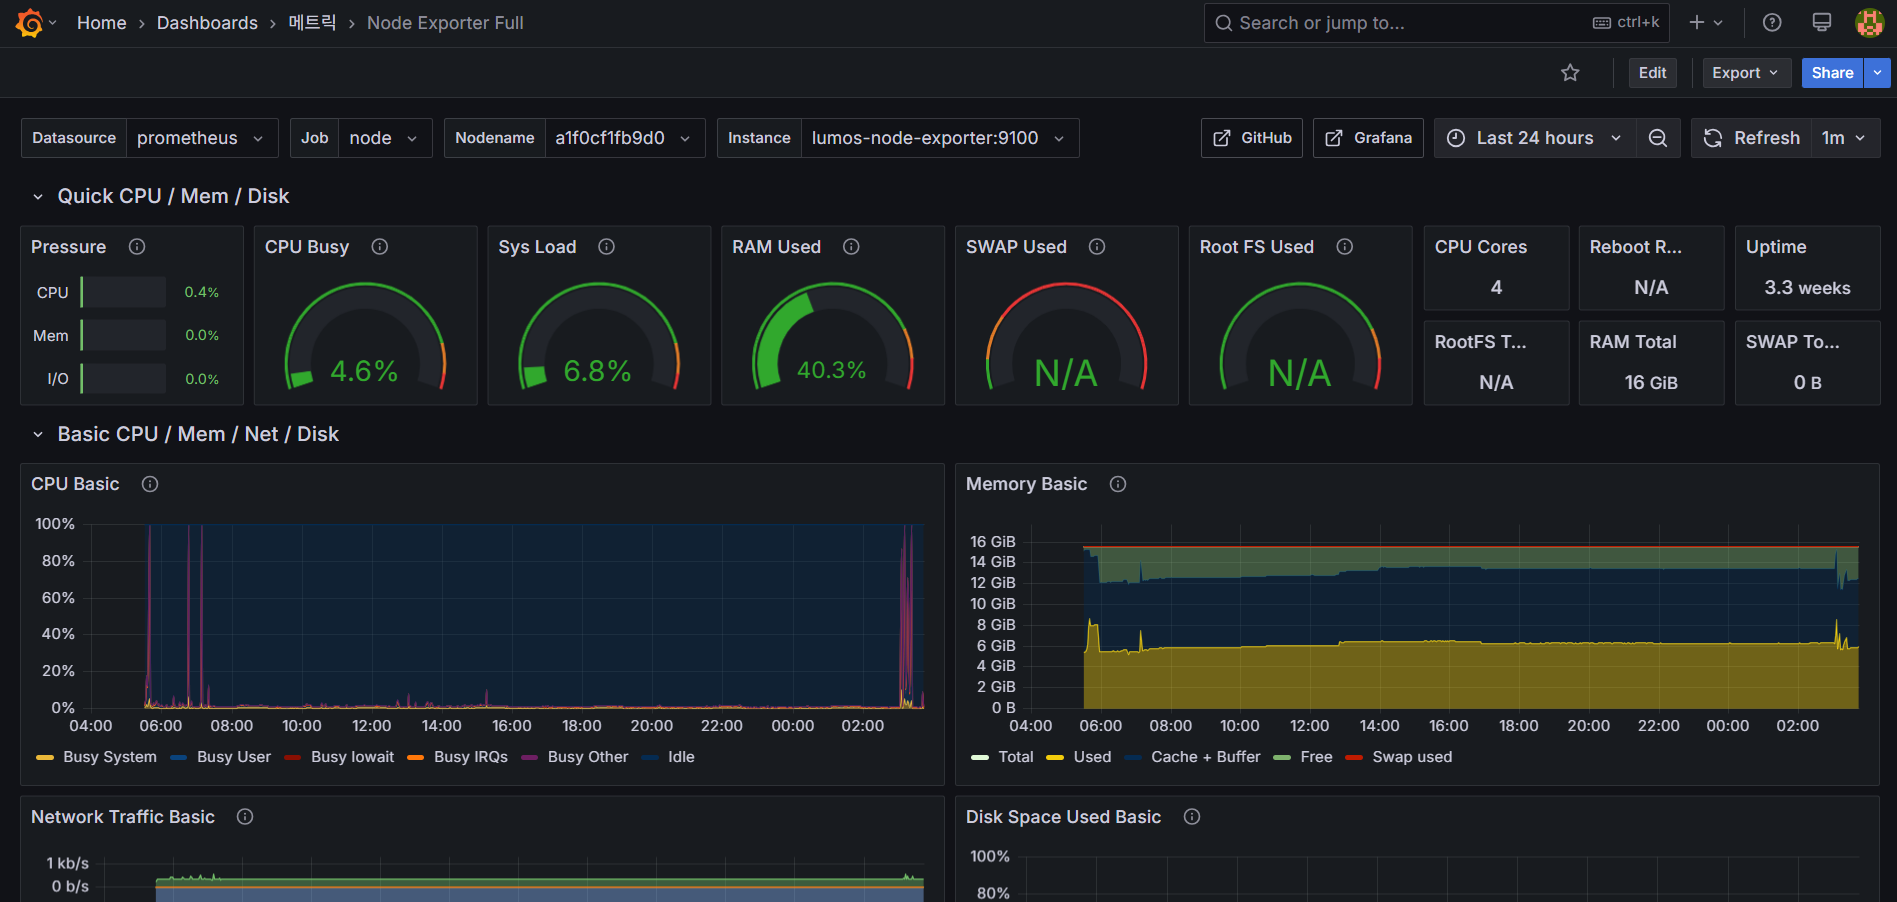 Home › Dashboards › 메트릭 › Node Exporter Full
Search or jump to...
ctrl+k
Edit
Export
Share
Datasource prometheus
Job node
Nodename a1f0cf1fb9d0
Instance lumos-node-exporter:9100
GitHub
Grafana
Last 24 hours
Refresh 1m
Quick CPU / Mem / Disk
Pressure
CPU 0.4%
Mem 0.0%
I/O 0.0%
CPU Busy
4.6%
Sys Load
6.8%
RAM Used
40.3%
SWAP Used
N/A
Root FS Used
N/A
CPU Cores
4
Reboot R...
N/A
Uptime
3.3 weeks
RootFS T...
N/A
RAM Total
16 GiB
SWAP To...
0 B
Basic CPU / Mem / Net / Disk
CPU Basic
100%
80%
60%
40%
20%
0%
04:00 06:00 08:00 10:00 12:00 14:00 16:00 18:00 20:00 22:00 00:00 02:00
Busy System Busy User Busy Iowait Busy IRQs Busy Other Idle
Memory Basic
16 GiB
14 GiB
12 GiB
10 GiB
8 GiB
6 GiB
4 GiB
2 GiB
0 B
04:00 06:00 08:00 10:00 12:00 14:00 16:00 18:00 20:00 22:00 00:00 02:00
Total Used Cache + Buffer Free Swap used
Network Traffic Basic
1 kb/s
0 b/s
Disk Space Used Basic
100%
80%